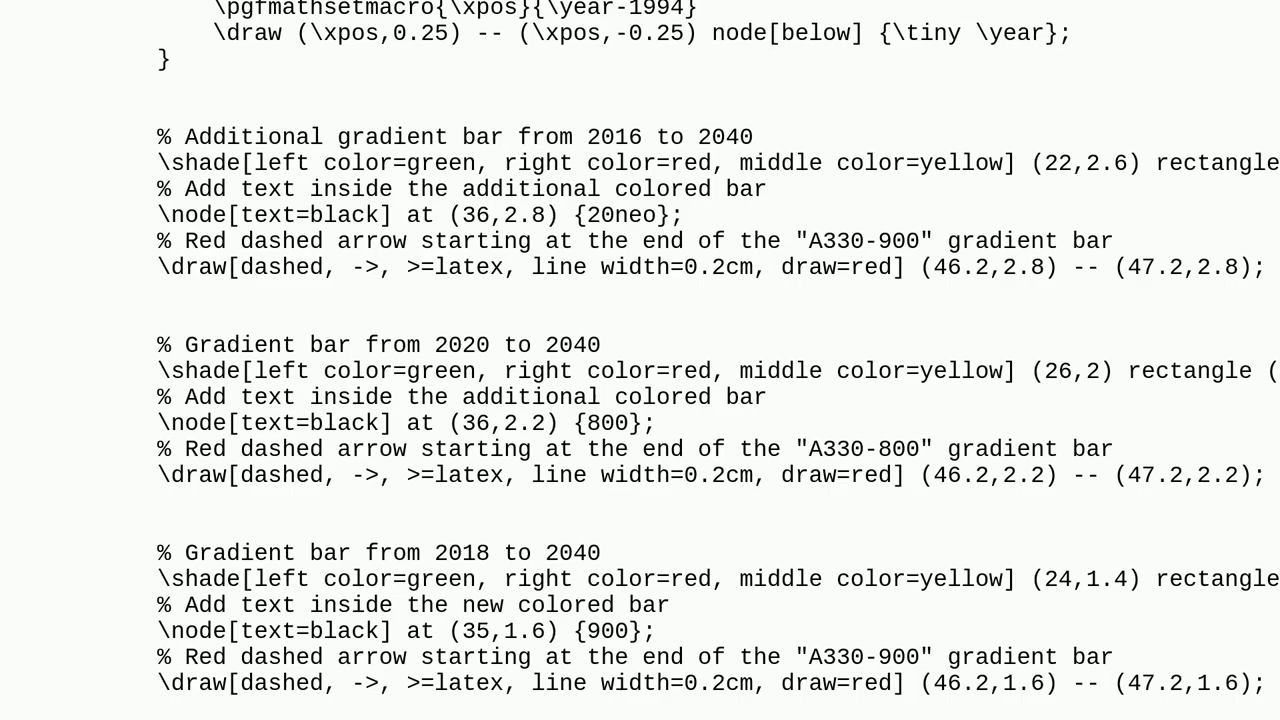 \pgfmathsetmacro{\xpos}{\year-1994}
\draw (\xpos,0.25) -- (\xpos,-0.25) node[below] {\tiny \year};
}
% Additional gradient bar from 2016 to 2040
\shade[left color=green, right color=red, middle color=yellow] (22,2.6) rectangle
% Add text inside the additional colored bar
\node[text=black] at (36,2.8) {20neo};
% Red dashed arrow starting at the end of the "A330-900" gradient bar
\draw[dashed, ->, >=latex, line width=0.2cm, draw=red] (46.2,2.8) -- (47.2,2.8);
% Gradient bar from 2020 to 2040
\shade[left color=green, right color=red, middle color=yellow] (26,2) rectangle (
% Add text inside the additional colored bar
\node[text=black] at (36,2.2) {800};
% Red dashed arrow starting at the end of the "A330-800" gradient bar
\draw[dashed, ->, >=latex, line width=0.2cm, draw=red] (46.2,2.2) -- (47.2,2.2);
% Gradient bar from 2018 to 2040
\shade[left color=green, right color=red, middle color=yellow] (24,1.4) rectangle
% Add text inside the new colored bar
\node[text=black] at (35,1.6) {900};
% Red dashed arrow starting at the end of the "A330-900" gradient bar
\draw[dashed, ->, >=latex, line width=0.2cm, draw=red] (46.2,1.6) -- (47.2,1.6);